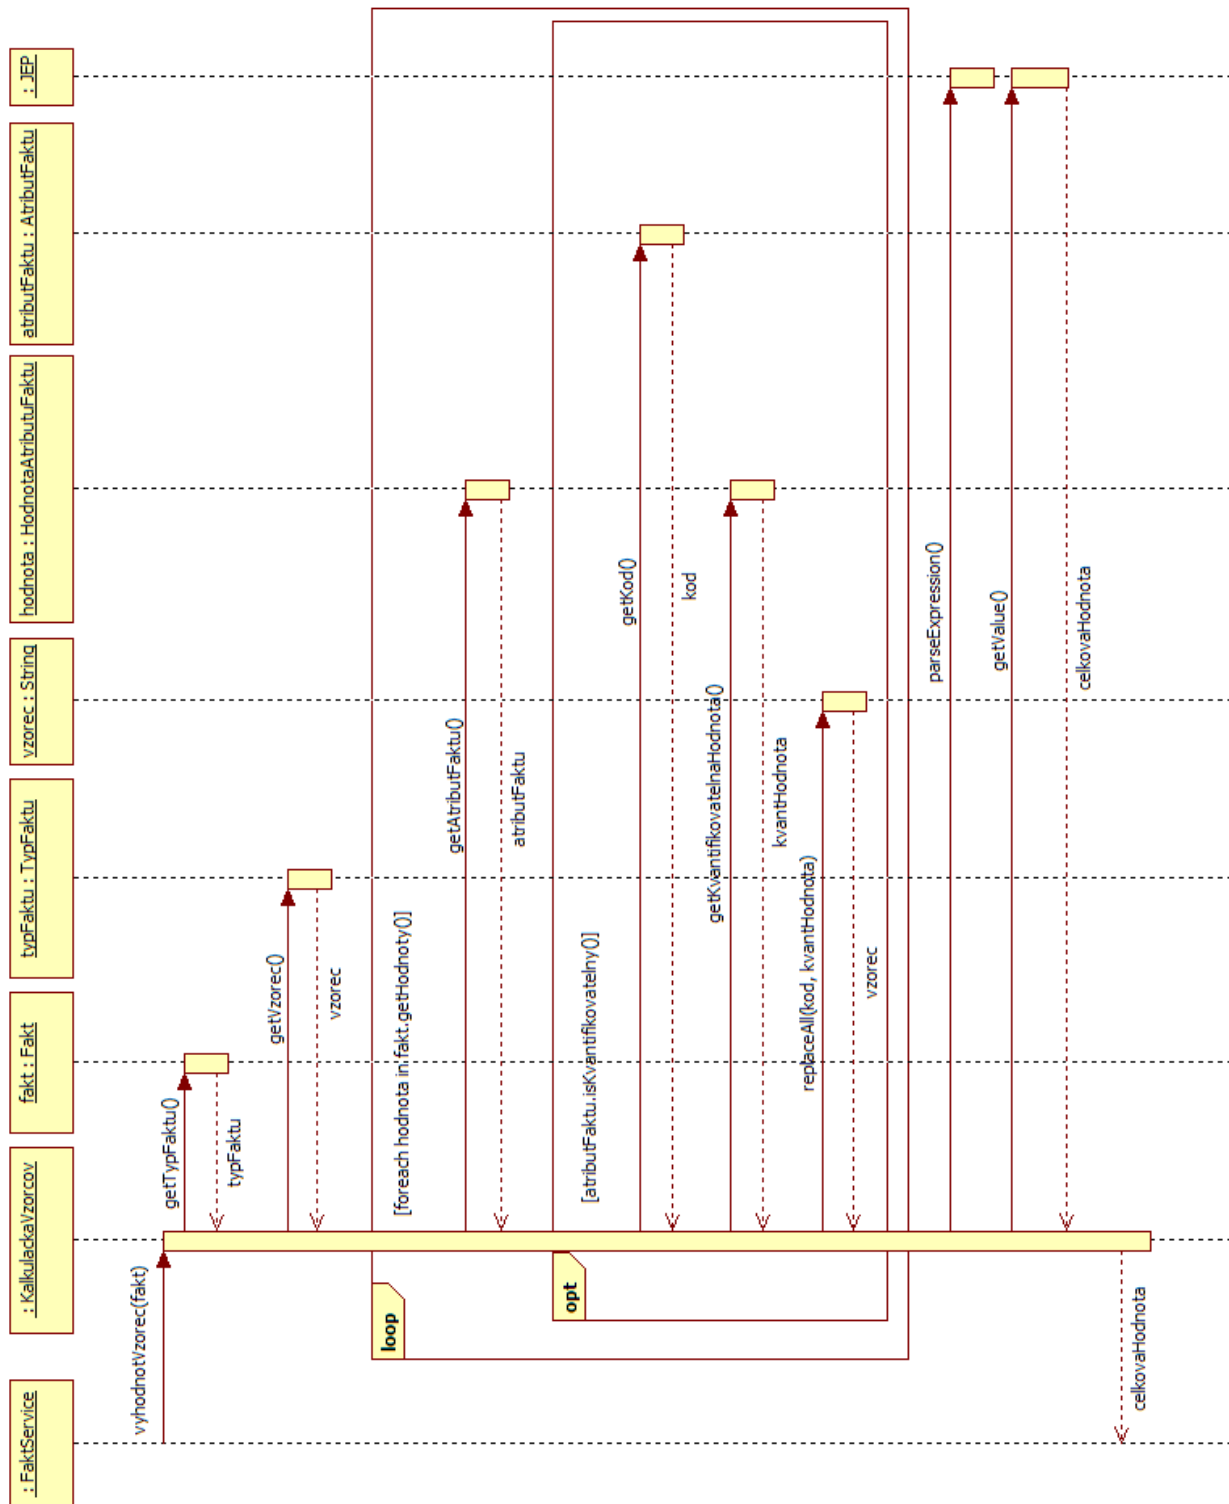 : FaktService
: KalkulackaVzorcov
fakt : Fakt
typFaktu : TypFaktu
vzorec : String
hodnota : HodnotaAtributuFaktu
atributFaktu : AtributFaktu
: JEP
vyhodnotVzorec(fakt)
getTypFaktu()
typFaktu
getVzorec()
vzorec
loop
[foreach hodnota in fakt.getHodnoty()]
getAtributFaktu()
atributFaktu
opt
[atributFaktu.isKvantifikovatelny()]
getKod()
kod
getKvantifikovatelnaHodnota()
kvantHodnota
replaceAll(kod, kvantHodnota)
vzorec
parseExpression()
getValue()
celkovaHodnota
celkovaHodnota